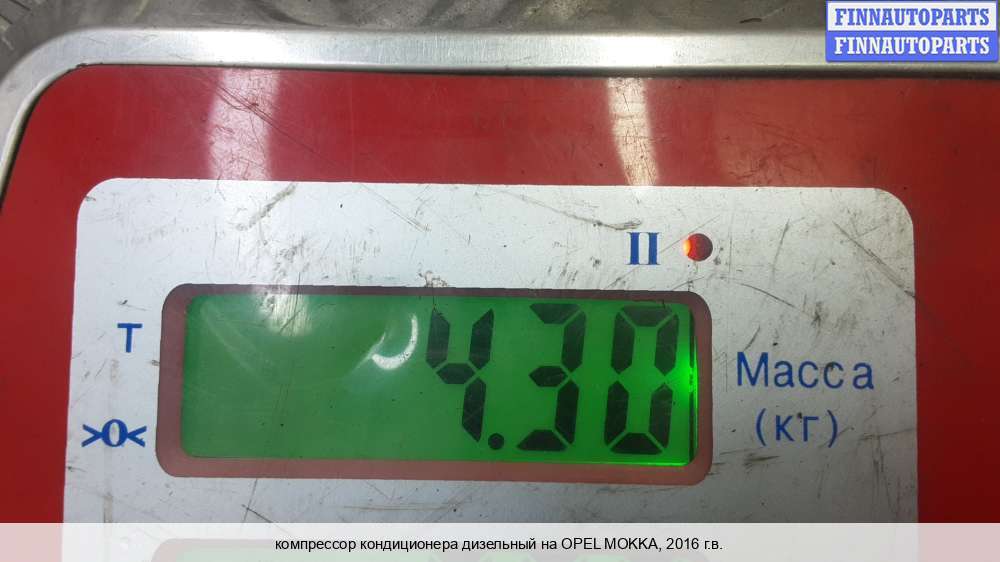 FINNAUTOPARTS
FINNAUTOPARTS
II
T
4.30
Масса
>0<
(кг)
компрессор кондиционера дизельный на OPEL MOKKA, 2016 г.в.